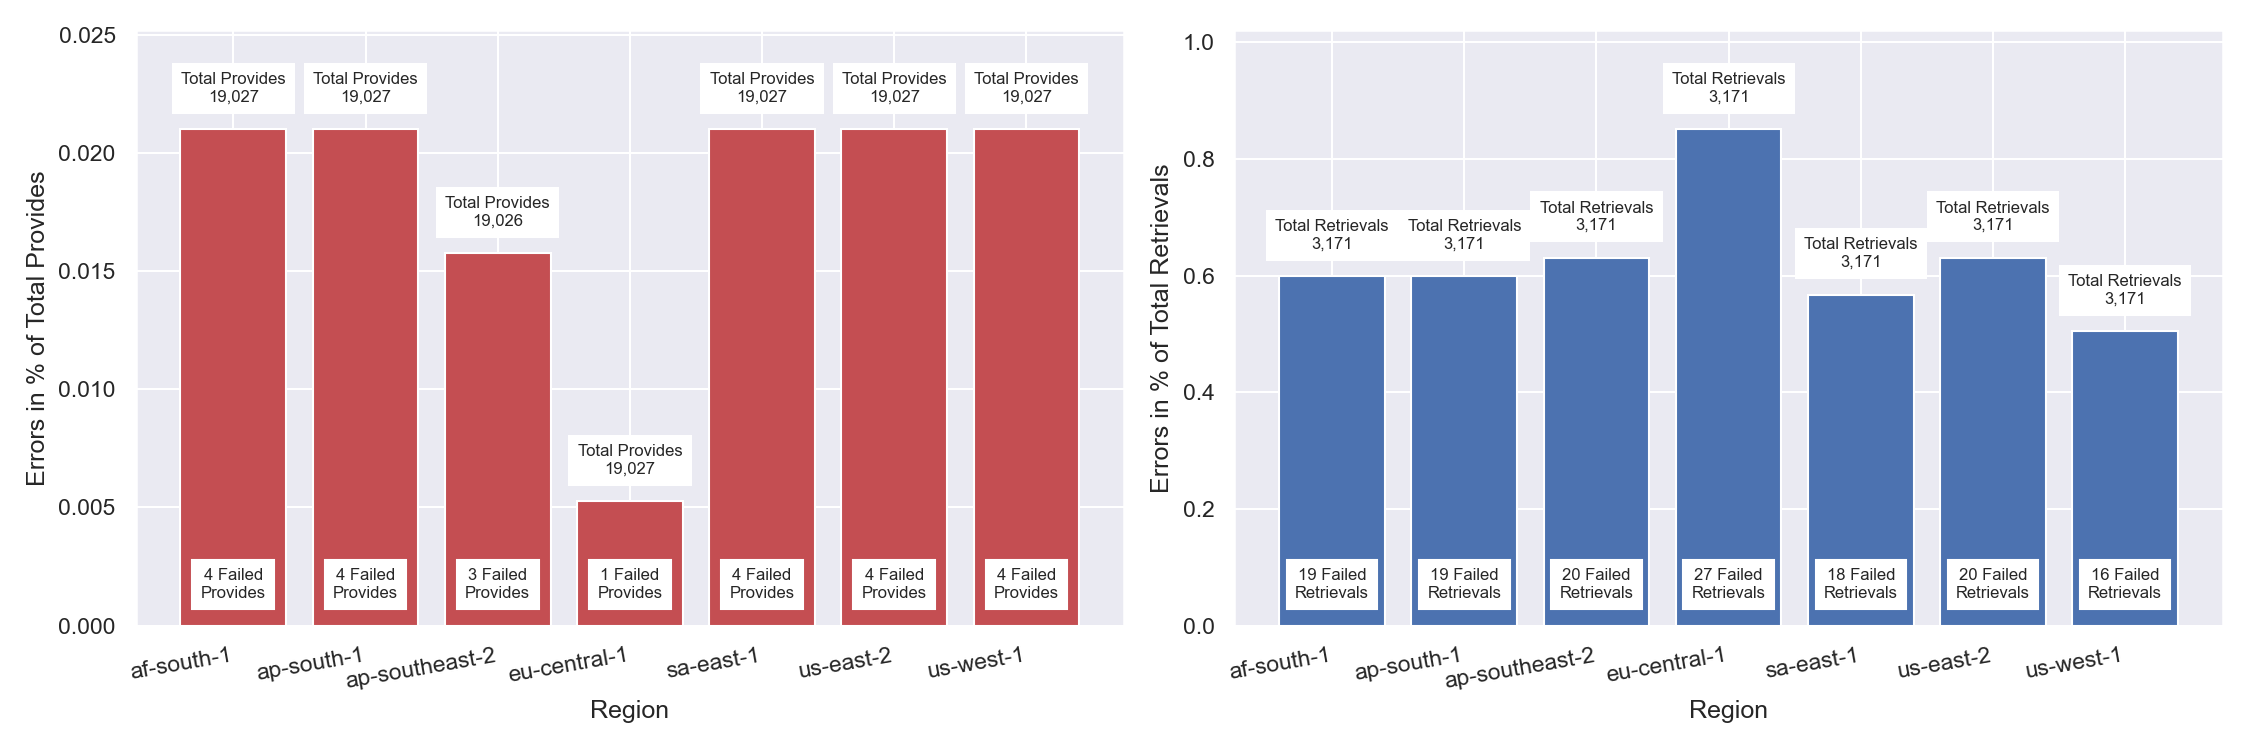 Errors in % of Total Provides
0.025
0.020
0.015
0.010
0.005
0.000
Total Provides
19,027
Total Provides
19,027
Total Provides
19,026
Total Provides
19,027
Total Provides
19,027
Total Provides
19,027
Total Provides
19,027
4 Failed
Provides
4 Failed
Provides
3 Failed
Provides
1 Failed
Provides
4 Failed
Provides
4 Failed
Provides
4 Failed
Provides
af-south-1
ap-south-1
ap-southeast-2
eu-central-1
sa-east-1
us-east-2
us-west-1
Region
Errors in % of Total Retrievals
1.0
0.8
0.6
0.4
0.2
0.0
Total Retrievals
3,171
Total Retrievals
3,171
Total Retrievals
3,171
Total Retrievals
3,171
Total Retrievals
3,171
Total Retrievals
3,171
Total Retrievals
3,171
19 Failed
Retrievals
19 Failed
Retrievals
20 Failed
Retrievals
27 Failed
Retrievals
18 Failed
Retrievals
20 Failed
Retrievals
16 Failed
Retrievals
af-south-1
ap-south-1
ap-southeast-2
eu-central-1
sa-east-1
us-east-2
us-west-1
Region